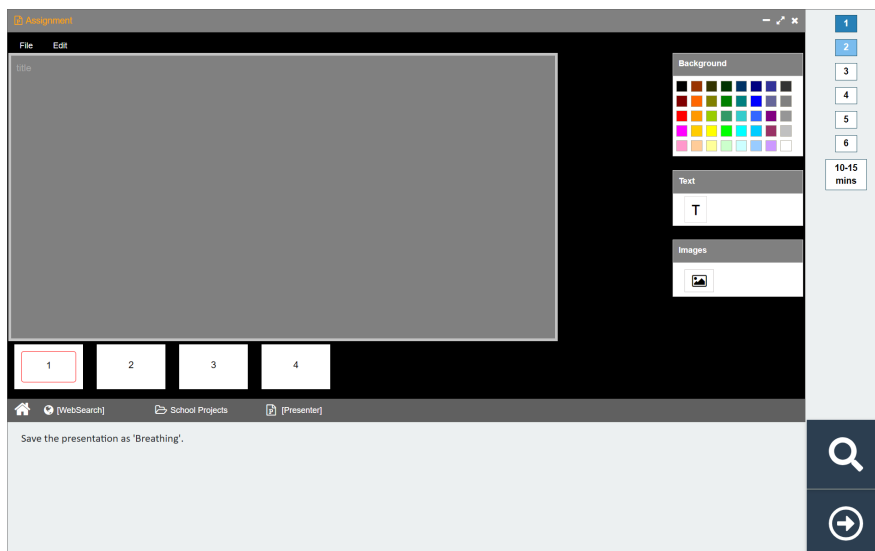 Assignment
File Edit
title
Background
Text
T
Images
1 2 3 4
[WebSearch] School Projects [Presenter]
Save the presentation as 'Breathing'.
1
2
3
4
5
6
10-15
mins